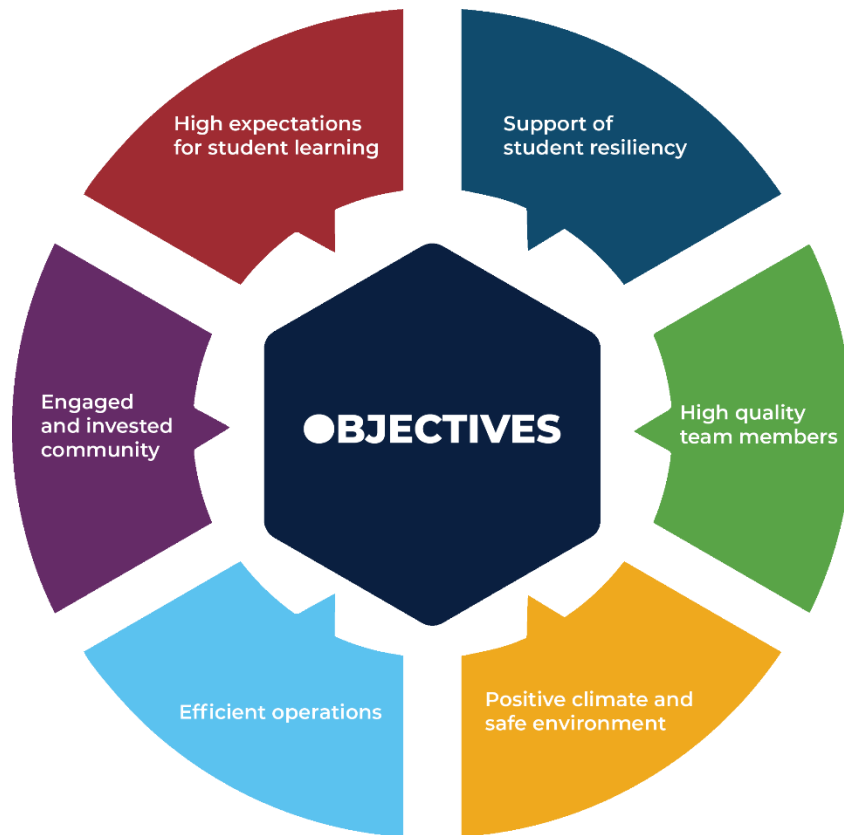 High expectations
for student learning
Support of
student resiliency
Engaged
and invested
community
OBJECTIVES
High quality
team members
Efficient operations
Positive climate and
safe environment